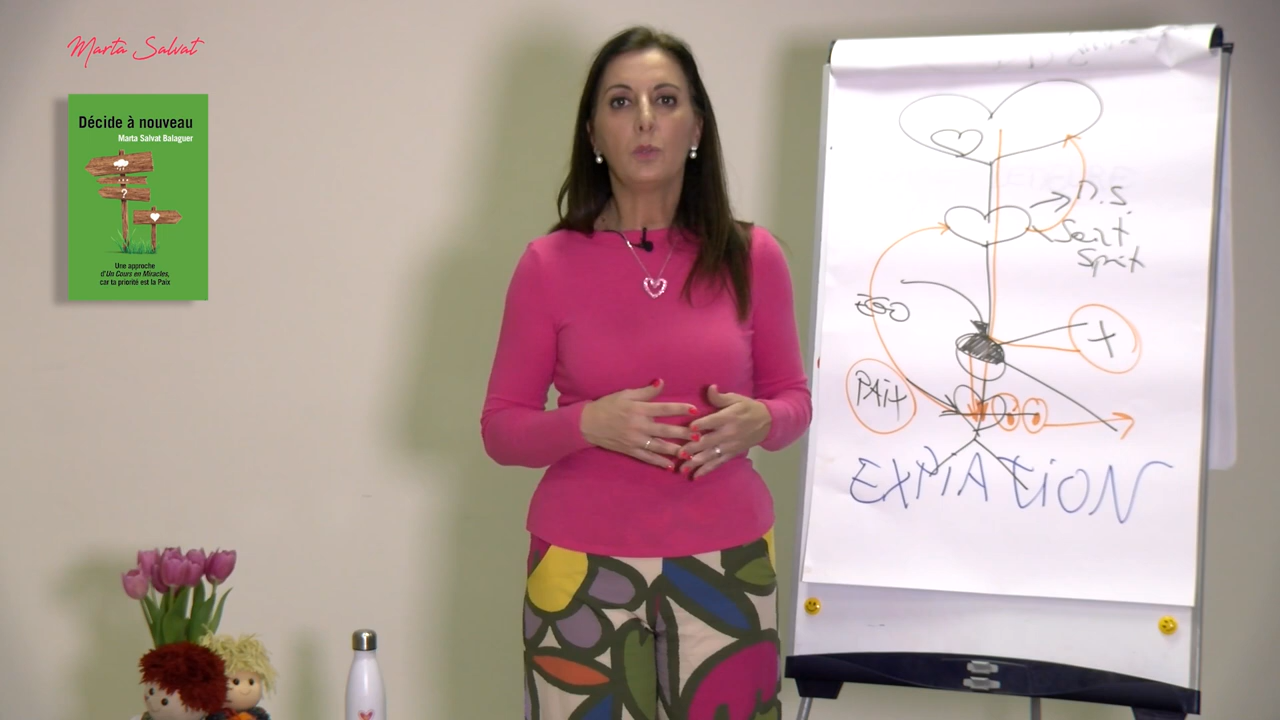 Marta Salvat
Décide à nouveau
Marta Salvat Balaguer
?
Une approche
d'Un Cours en Miracles,
car ta priorité est la Paix
D.S
Esprit
EGO
+
PAIX
EXPIATION